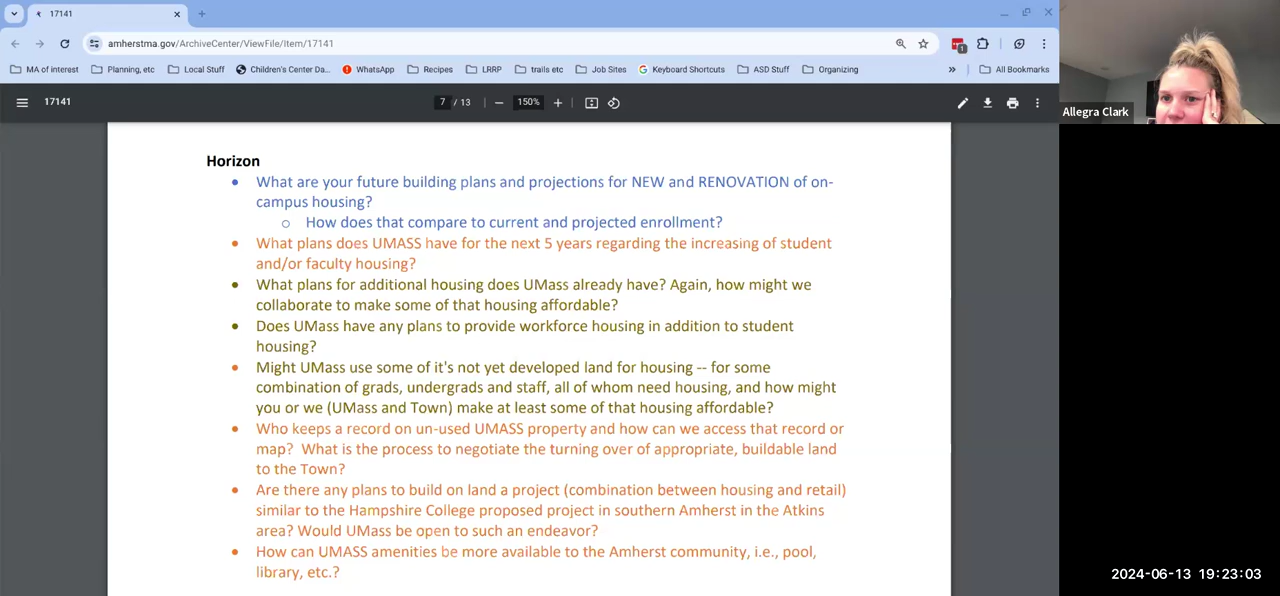 17141
amherstma.gov/ArchiveCenter/ViewFile/Item/17141
MA of interest
Planning, etc
Local Stuff
Children's Center Da...
WhatsApp
Recipes
LRRP
trails etc
Job Sites
Keyboard Shortcuts
ASD Stuff
Organizing
»
All Bookmarks
17141
7 / 13
150%
Allegra Clark
Horizon
• What are your future building plans and projections for NEW and RENOVATION of on-
campus housing?
o How does that compare to current and projected enrollment?
• What plans does UMASS have for the next 5 years regarding the increasing of student
and/or faculty housing?
• What plans for additional housing does UMass already have? Again, how might we
collaborate to make some of that housing affordable?
• Does UMass have any plans to provide workforce housing in addition to student
housing?
• Might UMass use some of it's not yet developed land for housing -- for some
combination of grads, undergrads and staff, all of whom need housing, and how might
you or we (UMass and Town) make at least some of that housing affordable?
• Who keeps a record on un-used UMASS property and how can we access that record or
map?  What is the process to negotiate the turning over of appropriate, buildable land
to the Town?
• Are there any plans to build on land a project (combination between housing and retail)
similar to the Hampshire College proposed project in southern Amherst in the Atkins
area? Would UMass be open to such an endeavor?
• How can UMASS amenities be more available to the Amherst community, i.e., pool,
library, etc.?
2024-06-13 19:23:03